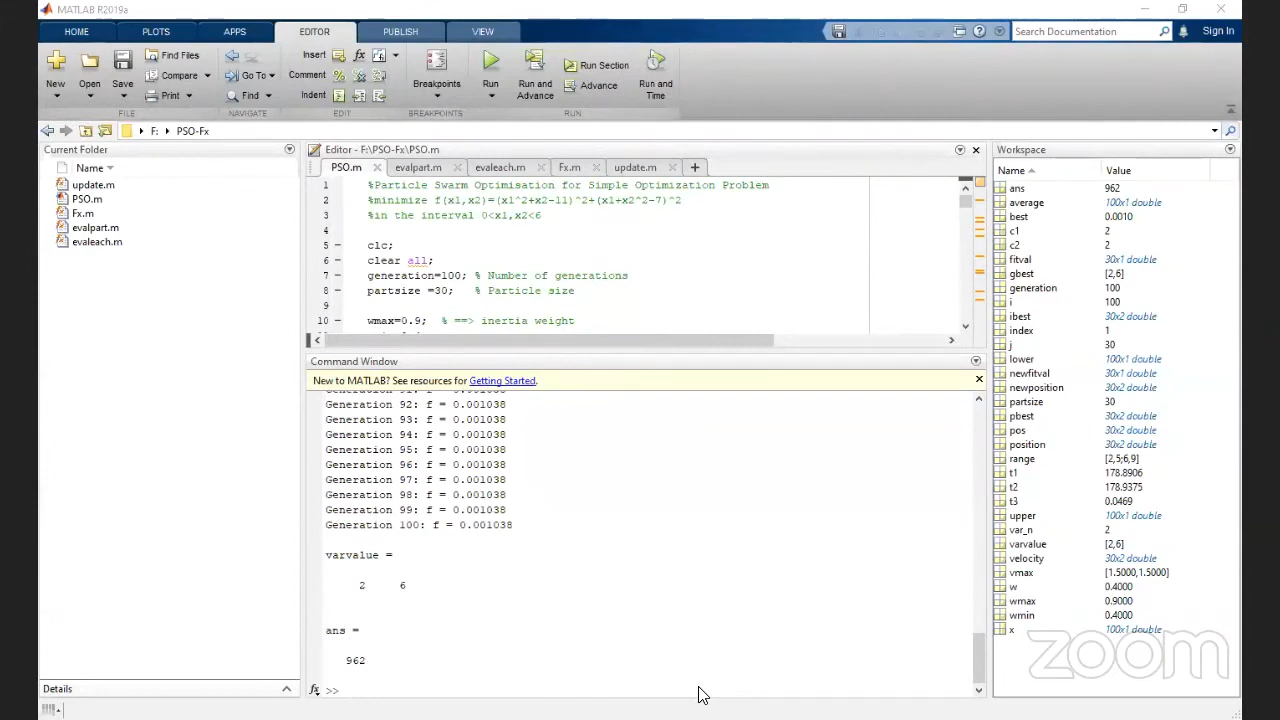 MATLAB R2019a
HOME PLOTS APPS EDITOR PUBLISH VIEW Search Documentation Sign In
New Open Save Find Files Compare Print Go To Find Insert Comment Indent Breakpoints Run Run and Advance Run Section Advance Run and Time
FILE NAVIGATE EDIT BREAKPOINTS RUN
F: PSO-Fx
Current Folder
Name
update.m
PSO.m
Fx.m
evalpart.m
evaleach.m
Details
Editor - F:\PSO-Fx\PSO.m
PSO.m evalpart.m evaleach.m Fx.m update.m
1 %Particle Swarm Optimisation for Simple Optimization Problem
2 %minimize f(x1,x2)=(x1^2+x2-11)^2+(x1+x2^2-7)^2
3 %in the interval 0<x1,x2<6
4
5 clc;
6 clear all;
7 generation=100; % Number of generations
8 partsize =30; % Particle size
9
10 wmax=0.9; % ==> inertia weight
Command Window
New to MATLAB? See resources for Getting Started.
Generation 92: f = 0.001038
Generation 93: f = 0.001038
Generation 94: f = 0.001038
Generation 95: f = 0.001038
Generation 96: f = 0.001038
Generation 97: f = 0.001038
Generation 98: f = 0.001038
Generation 99: f = 0.001038
Generation 100: f = 0.001038
varvalue =
2 6
ans =
962
fx >>
Workspace
Name Value
ans 962
average 100x1 double
best 0.0010
c1 2
c2 2
fitval 30x1 double
gbest [2,6]
generation 100
i 100
ibest 30x2 double
index 1
j 30
lower 100x1 double
newfitval 30x1 double
newposition 30x2 double
partsize 30
pbest 30x2 double
pos 30x2 double
position 30x2 double
range [2,5;6,9]
t1 178.8906
t2 178.9375
t3 0.0469
upper 100x1 double
var_n 2
varvalue [2,6]
velocity 30x2 double
vmax [1.5000,1.5000]
w 0.4000
wmax 0.9000
wmin 0.4000
x 100x1 double
zoom